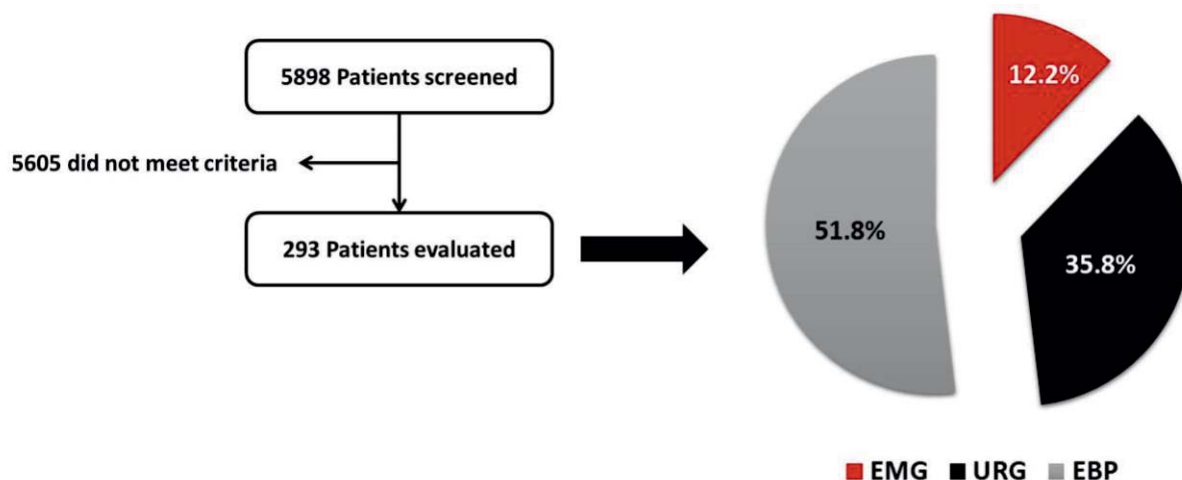 5898 Patients screened
5605 did not meet criteria
293 Patients evaluated
12.2%
51.8%
35.8%
EMG URG EBP